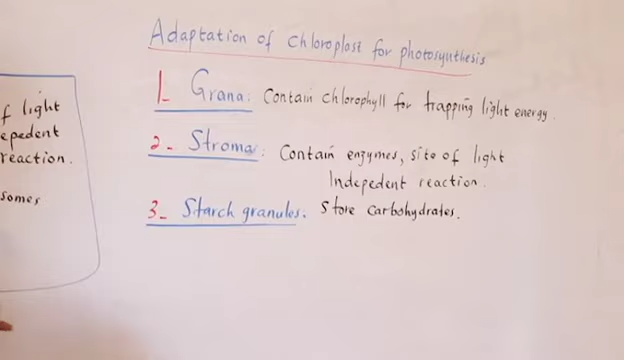 Adaptation of chloroplast for photosynthesis
f light
epedent
reaction.
somes
1_ Grana: Contain chlorophyll for trapping light energy.
2- Stroma: Contain enzymes, site of light
Indepedent reaction.
3_ Starch granules. Store Carbohydrates.